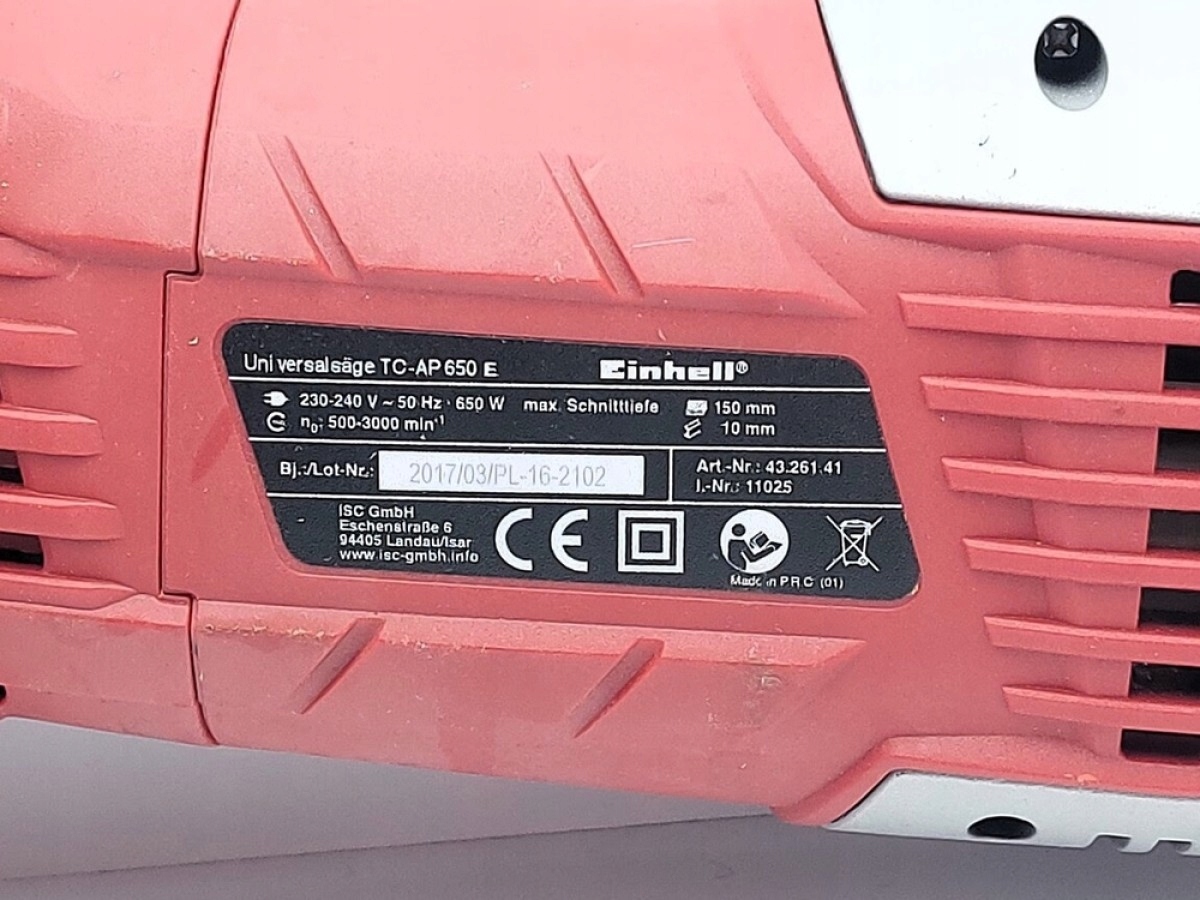 Universalsäge TC-AP 650 E
Einhell®
230-240 V ~ 50 Hz · 650 W
n₀: 500-3000 min⁻¹
max. Schnitttiefe
150 mm
10 mm
Bj.:/Lot-Nr.: 2017/03/PL-16-2102
Art.-Nr.: 43.261.41
I.-Nr.: 11025
ISC GmbH
Eschenstraße 6
94405 Landau/Isar
www.isc-gmbh.info
CE
Made in P.R.C. (01)